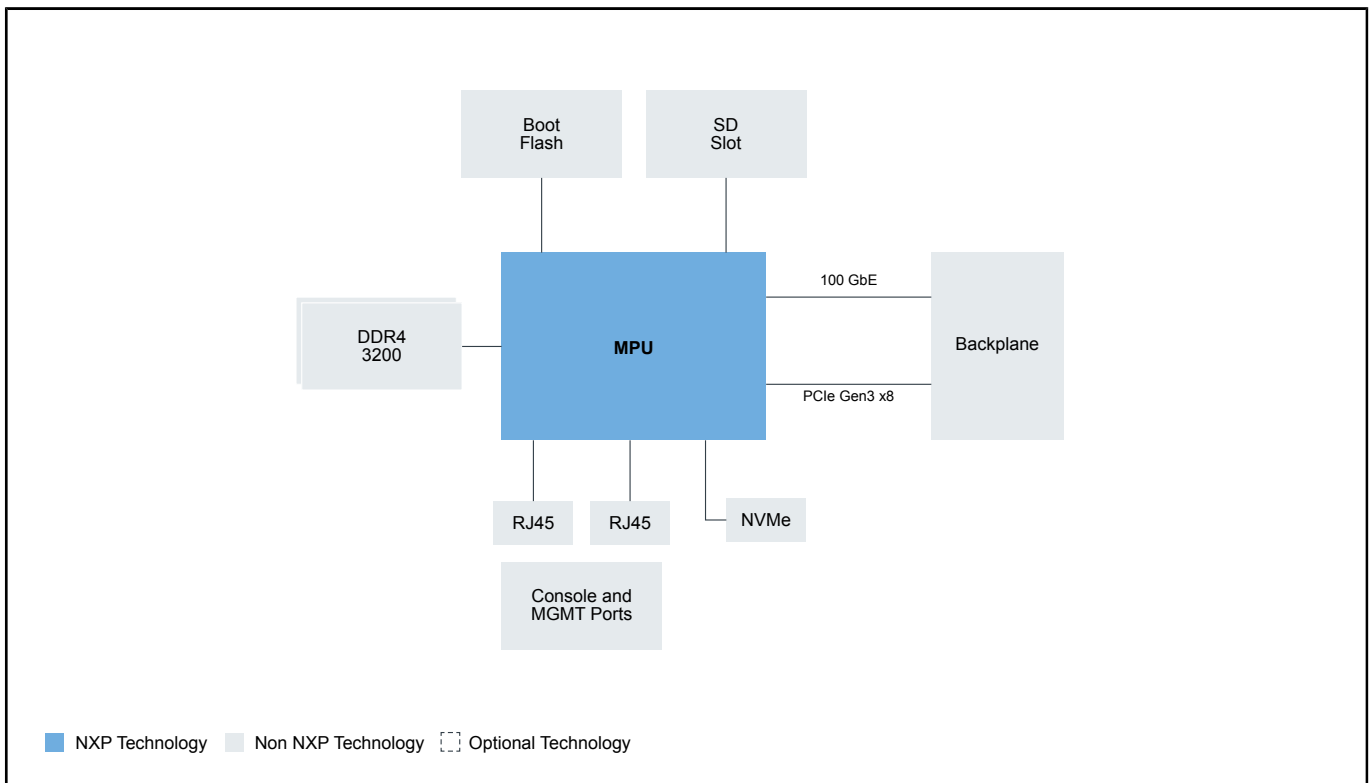 Boot
Flash
SD
Slot
100 GbE
DDR4
3200
MPU
Backplane
PCIe Gen3 x8
RJ45
RJ45
NVMe
Console and
MGMT Ports
NXP Technology
Non NXP Technology
Optional Technology